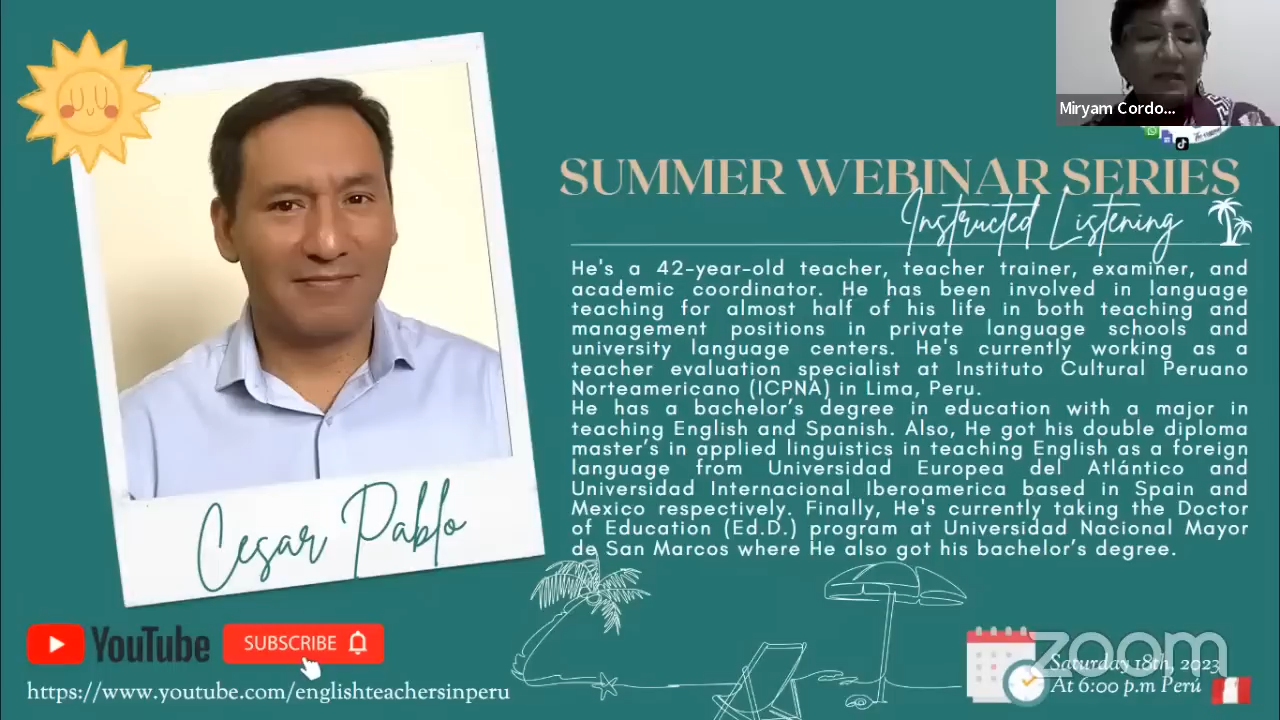 Miryam Cordo...
SUMMER WEBINAR SERIES
Instructed Listening
He's a 42-year-old teacher, teacher trainer, examiner, and
academic coordinator. He has been involved in language
teaching for almost half of his life in both teaching and
management positions in private language schools and
university language centers. He's currently working as a
teacher evaluation specialist at Instituto Cultural Peruano
Norteamericano (ICPNA) in Lima, Peru.
He has a bachelor's degree in education with a major in
teaching English and Spanish. Also, He got his double diploma
master's in applied linguistics in teaching English as a foreign
language from Universidad Europea del Atlántico and
Universidad Internacional Iberoamerica based in Spain and
Mexico respectively. Finally, He's currently taking the Doctor
of Education (Ed.D.) program at Universidad Nacional Mayor
de San Marcos where He also got his bachelor's degree.
Cesar Pablo
YouTube
SUBSCRIBE
https://www.youtube.com/englishteachersinperu
zoom
Saturday 18th, 2023
At 6:00 p.m Perú